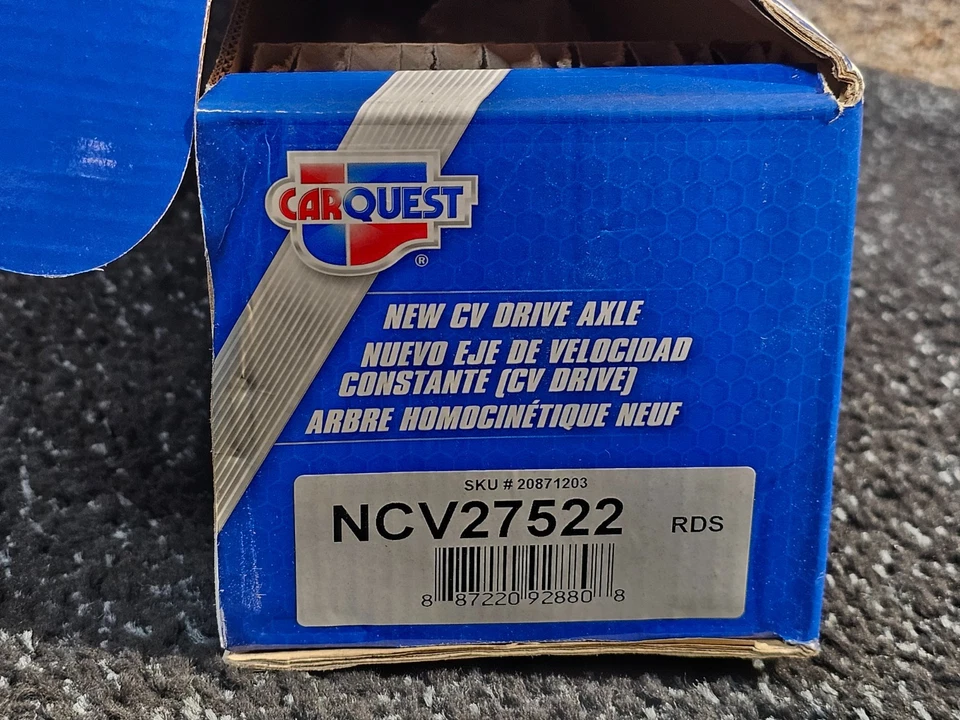 CARQUEST
®
NEW CV DRIVE AXLE
NUEVO EJE DE VELOCIDAD
CONSTANTE (CV DRIVE)
ARBRE HOMOCINÉTIQUE NEUF
SKU # 20871203
NCV27522 RDS
8 87220 92880 8